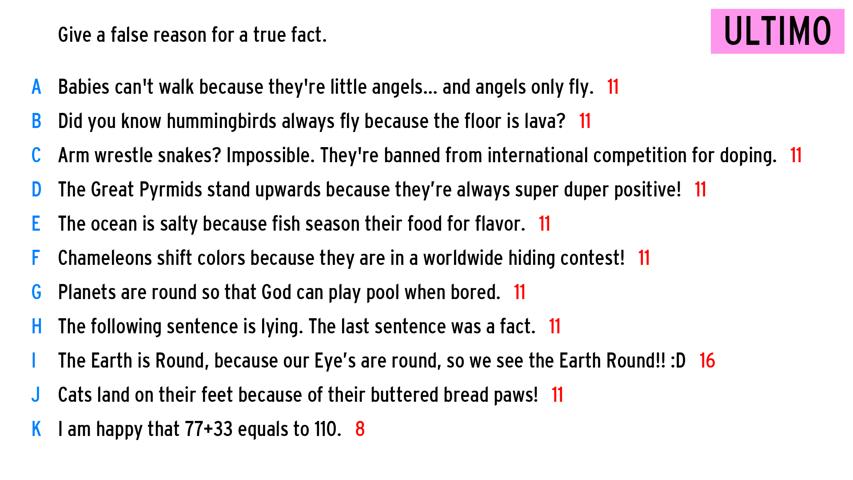 Give a false reason for a true fact.
ULTIMO
A Babies can't walk because they're little angels... and angels only fly. 11
B Did you know hummingbirds always fly because the floor is lava? 11
C Arm wrestle snakes? Impossible. They're banned from international competition for doping. 11
D The Great Pyrmids stand upwards because they’re always super duper positive! 11
E The ocean is salty because fish season their food for flavor. 11
F Chameleons shift colors because they are in a worldwide hiding contest! 11
G Planets are round so that God can play pool when bored. 11
H The following sentence is lying. The last sentence was a fact. 11
I The Earth is Round, because our Eye’s are round, so we see the Earth Round!! :D 16
J Cats land on their feet because of their buttered bread paws! 11
K I am happy that 77+33 equals to 110. 8